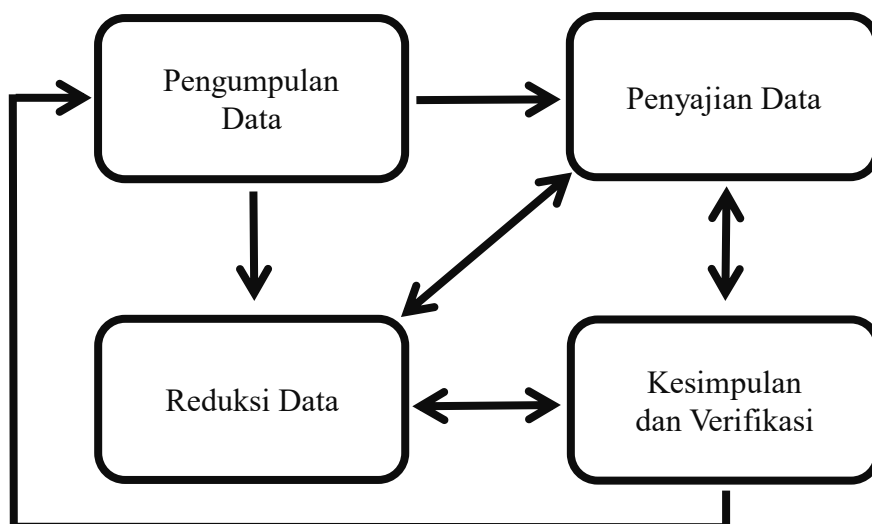 Pengumpulan
Data
Penyajian Data
Reduksi Data
Kesimpulan
dan Verifikasi